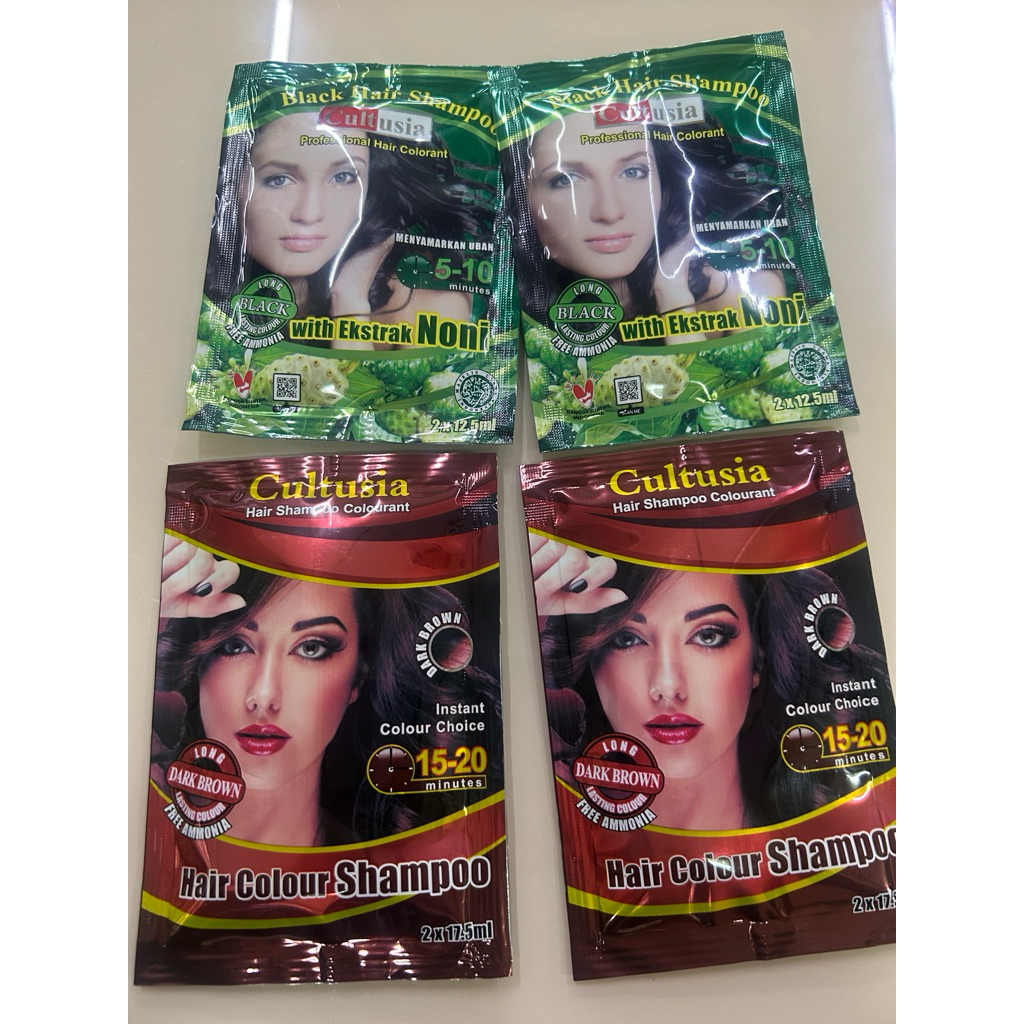 Black Hair Shampoo
Cultusia
Professional Hair Colorant
MENYAMARKAN UBAN
5-10
minutes
LONG
BLACK
LASTING COLOUR
FREE AMMONIA
with Ekstrak Noni
2 x 12.5ml
Black Hair Shampoo
Cultusia
Professional Hair Colorant
MENYAMARKAN UBAN
5-10
minutes
LONG
BLACK
LASTING COLOUR
FREE AMMONIA
with Ekstrak Noni
SCAN ME
2 x 12.5ml
Cultusia
Hair Shampoo Colourant
DARK BROWN
Instant
Colour Choice
15-20
minutes
LONG
DARK BROWN
LASTING COLOUR
FREE AMMONIA
Hair Colour Shampoo
2 x 17.5ml
Cultusia
Hair Shampoo Colourant
DARK BROWN
Instant
Colour Choice
15-20
minutes
LONG
DARK BROWN
LASTING COLOUR
FREE AMMONIA
Hair Colour Shampoo
2 x 17.5